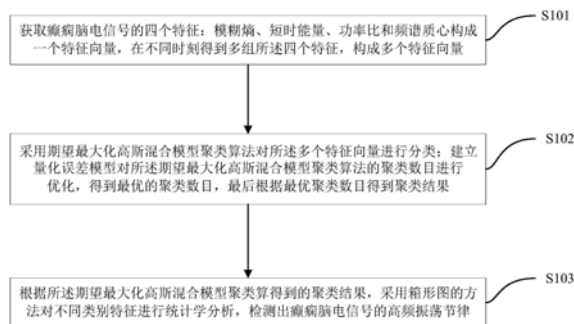 获取癫痫脑电信号的四个特征：模糊熵、短时能量、功率比和频谱质心构成
一个特征向量，在不同时刻得到多组所述四个特征，构成多个特征向量
S101
采用期望最大化高斯混合模型聚类算法对所述多个特征向量进行分类；建立
量化误差模型对所述期望最大化高斯混合模型聚类算法的聚类数目进行
优化，得到最优的聚类数目，最后根据最优聚类数目得到聚类结果
S102
根据所述期望最大化高斯混合模型聚算得到的聚类结果，采用箱形图的方
法对不同类别特征进行统计学分析，检测出癫痫脑电信号的高频振荡节律
S103